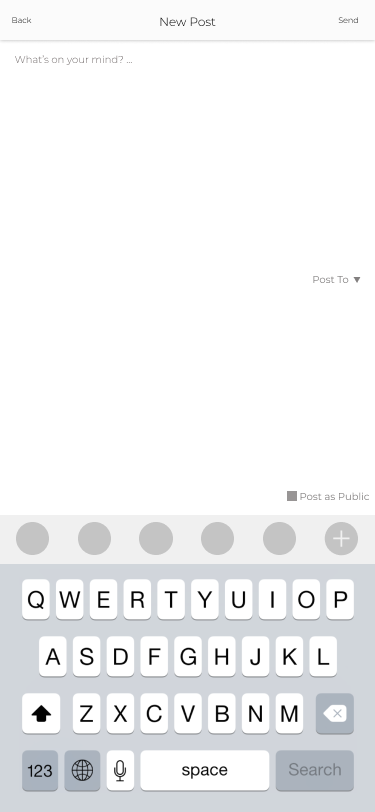 Back New Post Send
What's on your mind? ...
Post To ▼
Post as Public
Q W E R T Y U I O P
A S D F G H J K L
Z X C V B N M
123 space Search